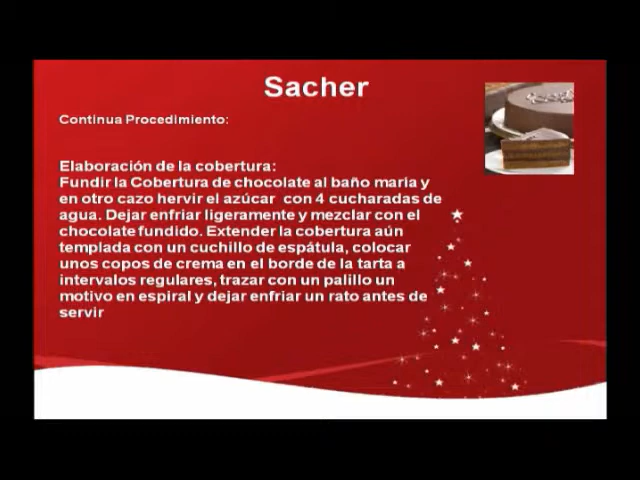 Sacher
Continua Procedimiento:
Elaboración de la cobertura:
Fundir la Cobertura de chocolate al baño maría y
en otro cazo hervir el azúcar con 4 cucharadas de
agua. Dejar enfriar ligeramente y mezclar con el
chocolate fundido. Extender la cobertura aún
templada con un cuchillo de espátula, colocar
unos copos de crema en el borde de la tarta a
intervalos regulares, trazar con un palillo un
motivo en espiral y dejar enfriar un rato antes de
servir